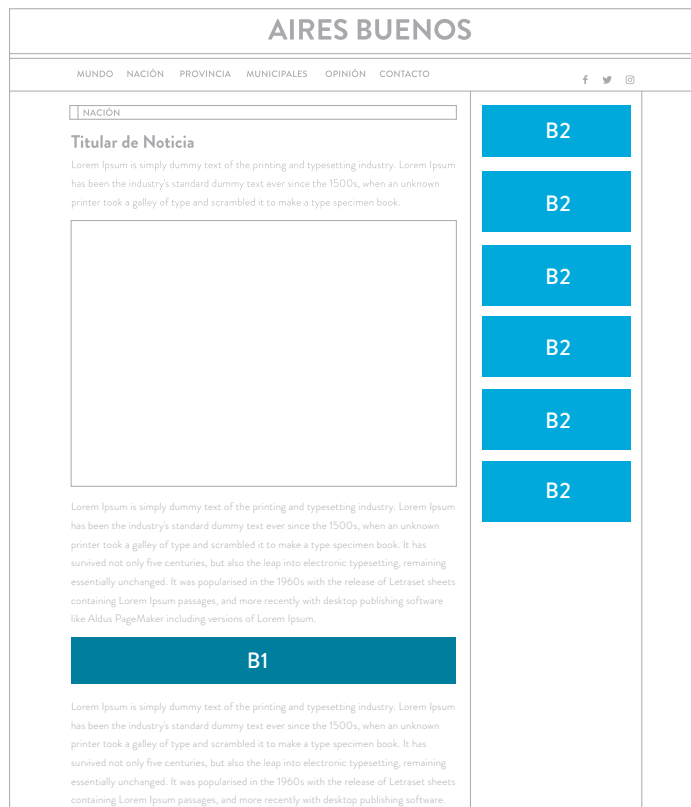 AIRES BUENOS
MUNDO NACIÓN PROVINCIA MUNICIPALES OPINIÓN CONTACTO
NACIÓN
Titular de Noticia
Lorem Ipsum is simply dummy text of the printing and typesetting industry. Lorem Ipsum
has been the industry's standard dummy text ever since the 1500s, when an unknown
printer took a galley of type and scrambled it to make a type specimen book.
Lorem Ipsum is simply dummy text of the printing and typesetting industry. Lorem Ipsum
has been the industry's standard dummy text ever since the 1500s, when an unknown
printer took a galley of type and scrambled it to make a type specimen book. It has
survived not only five centuries, but also the leap into electronic typesetting, remaining
essentially unchanged. It was popularised in the 1960s with the release of Letraset sheets
containing Lorem Ipsum passages, and more recently with desktop publishing software
like Aldus PageMaker including versions of Lorem Ipsum.
B1
Lorem Ipsum is simply dummy text of the printing and typesetting industry. Lorem Ipsum
has been the industry's standard dummy text ever since the 1500s, when an unknown
printer took a galley of type and scrambled it to make a type specimen book. It has
survived not only five centuries, but also the leap into electronic typesetting, remaining
essentially unchanged. It was popularised in the 1960s with the release of Letraset sheets
containing Lorem Ipsum passages, and more recently with desktop publishing software.
B2
B2
B2
B2
B2
B2